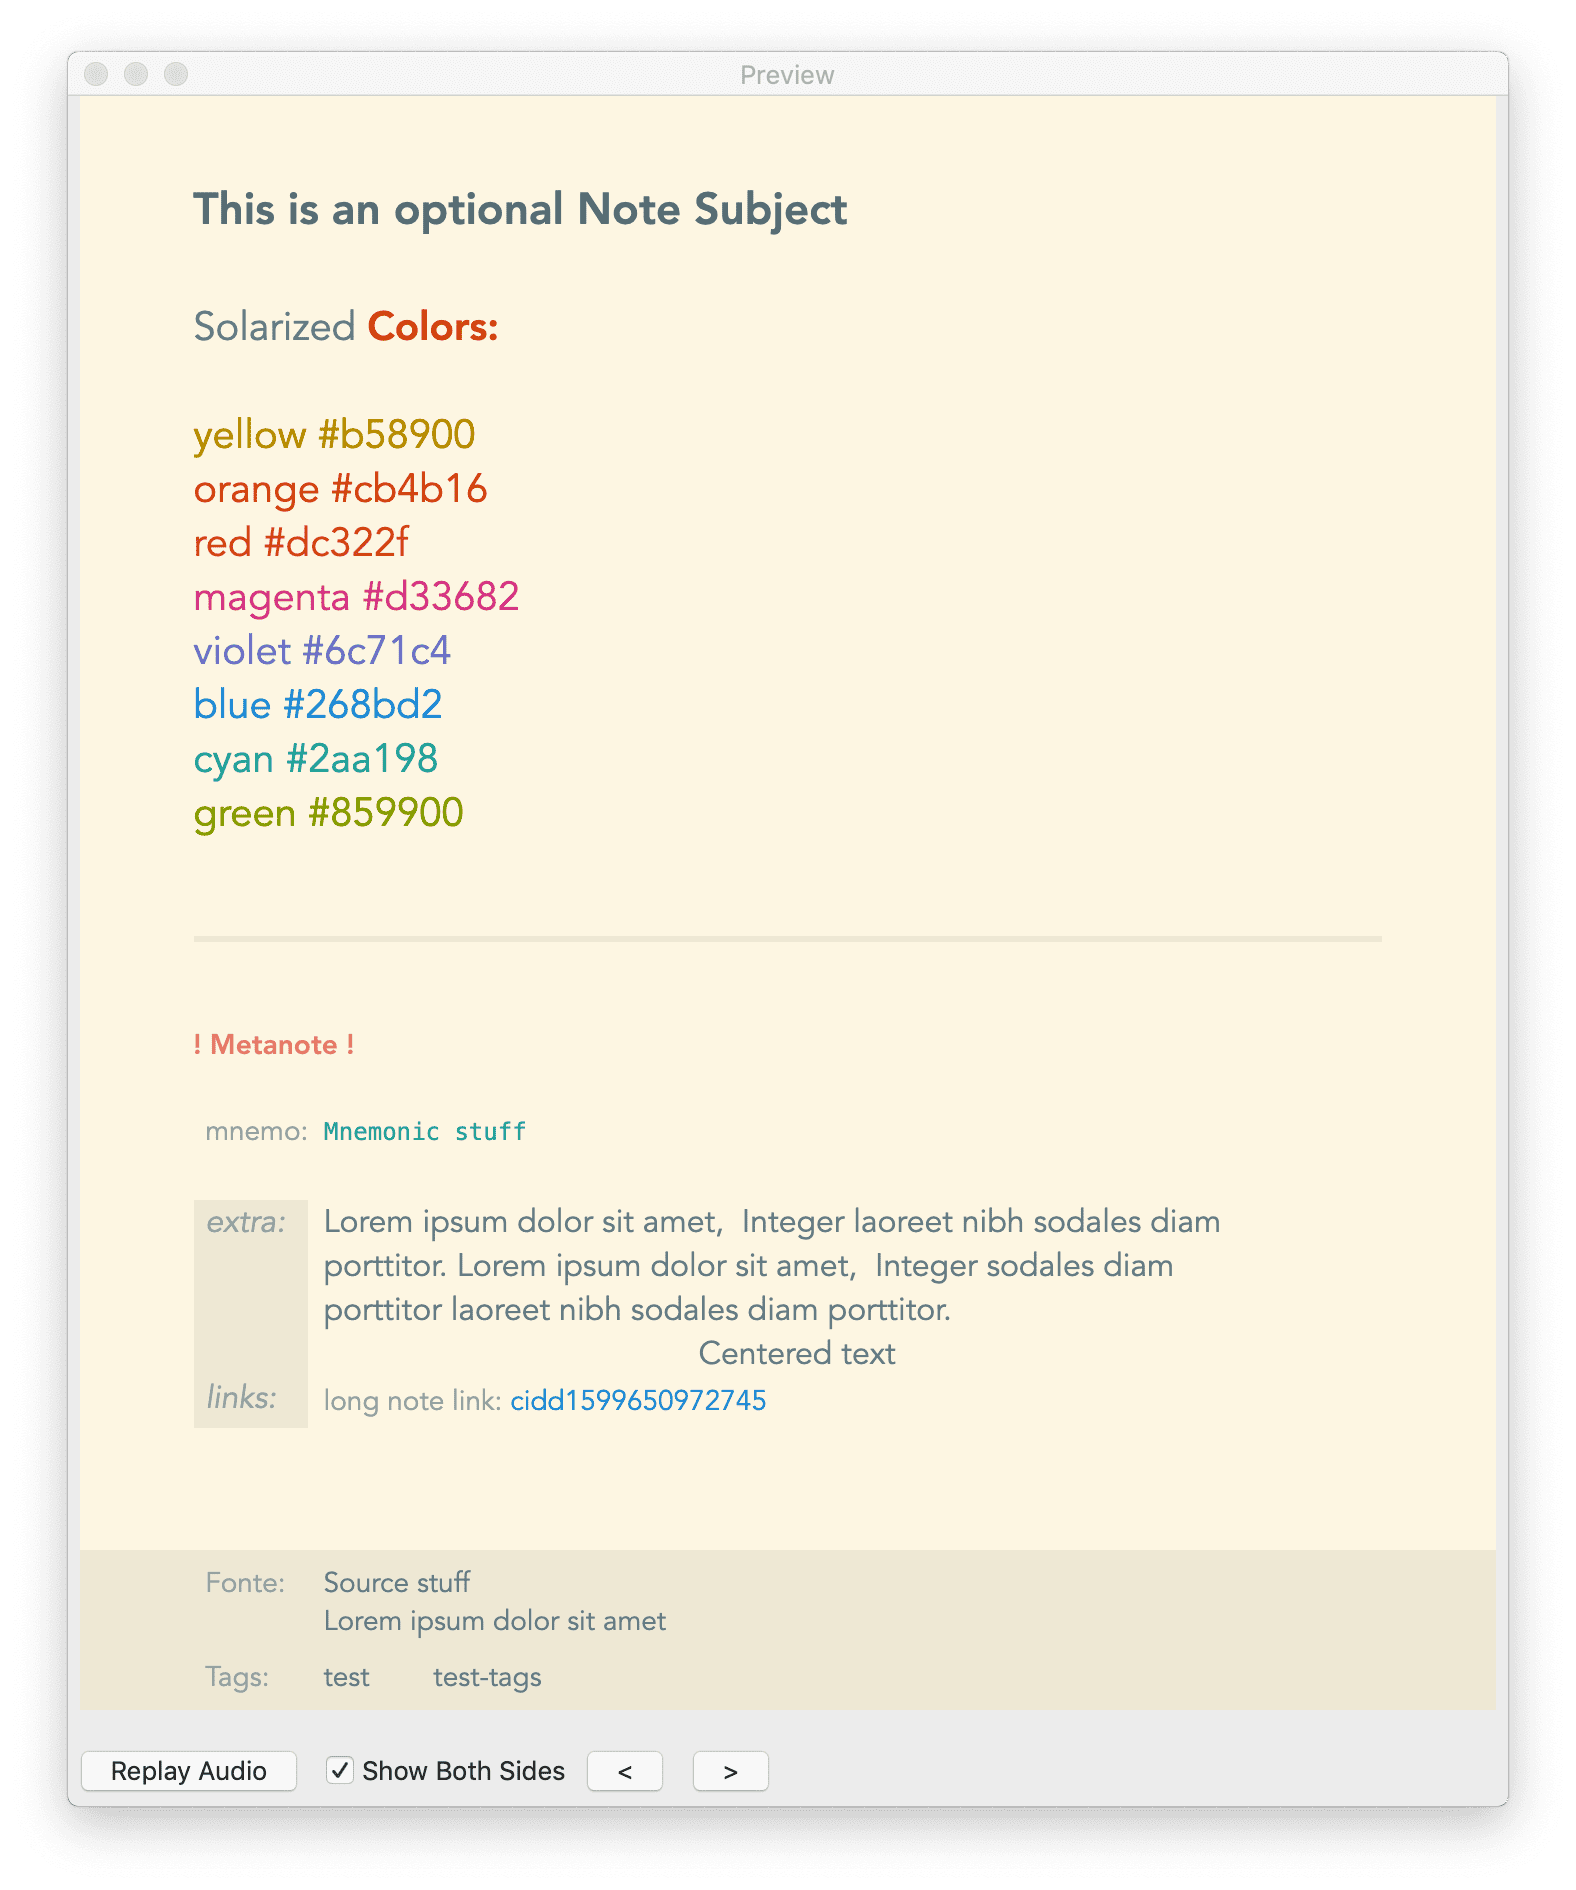 Preview
This is an optional Note Subject
Solarized Colors:
yellow #b58900
orange #cb4b16
red #dc322f
magenta #d33682
violet #6c71c4
blue #268bd2
cyan #2aa198
green #859900
! Metanote !
mnemo: Mnemonic stuff
extra: Lorem ipsum dolor sit amet,  Integer laoreet nibh sodales diam
porttitor. Lorem ipsum dolor sit amet,  Integer sodales diam
porttitor laoreet nibh sodales diam porttitor.
Centered text
links: long note link: cidd1599650972745
Fonte: Source stuff
Lorem ipsum dolor sit amet
Tags: test test-tags
Replay Audio Show Both Sides < >